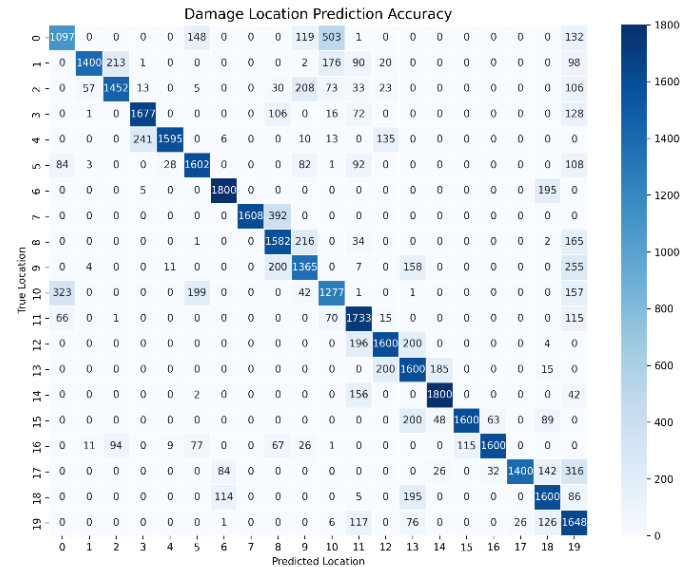 Damage Location Prediction Accuracy
0 1097 0 0 0 0 148 0 0 0 119 503 1 0 0 0 0 0 0 0 132
1 0 1400 213 1 0 0 0 0 0 2 176 90 20 0 0 0 0 0 0 98
2 0 57 1452 13 0 5 0 0 30 208 73 33 23 0 0 0 0 0 0 106
3 0 1 0 1677 0 0 0 0 106 0 16 72 0 0 0 0 0 0 0 128
4 0 0 0 241 1595 0 6 0 0 10 13 0 135 0 0 0 0 0 0 0
5 84 3 0 0 28 1602 0 0 0 82 1 92 0 0 0 0 0 0 0 108
6 0 0 0 5 0 0 1800 0 0 0 0 0 0 0 0 0 0 0 195 0
7 0 0 0 0 0 0 0 1608 392 0 0 0 0 0 0 0 0 0 0 0
8 0 0 0 0 0 1 0 0 1582 216 0 34 0 0 0 0 0 0 2 165
9 0 4 0 0 11 0 0 0 200 1365 0 7 0 158 0 0 0 0 0 255
10 323 0 0 0 0 199 0 0 0 42 1277 1 0 1 0 0 0 0 0 157
11 66 0 1 0 0 0 0 0 0 0 70 1733 15 0 0 0 0 0 0 115
12 0 0 0 0 0 0 0 0 0 0 0 196 1600 200 0 0 0 0 4 0
13 0 0 0 0 0 0 0 0 0 0 0 0 200 1600 185 0 0 0 15 0
14 0 0 0 0 0 2 0 0 0 0 0 156 0 0 1800 0 0 0 0 42
15 0 0 0 0 0 0 0 0 0 0 0 0 0 200 48 1600 63 0 89 0
16 0 11 94 0 9 77 0 0 67 26 1 0 0 0 0 115 1600 0 0 0
17 0 0 0 0 0 0 84 0 0 0 0 0 0 0 26 0 32 1400 142 316
18 0 0 0 0 0 0 114 0 0 0 0 5 0 195 0 0 0 0 1600 86
19 0 0 0 0 0 0 1 0 0 0 6 117 0 76 0 0 0 26 126 1648
0 1 2 3 4 5 6 7 8 9 10 11 12 13 14 15 16 17 18 19
Predicted Location
True Location
1800
1600
1400
1200
1000
800
600
400
200
0